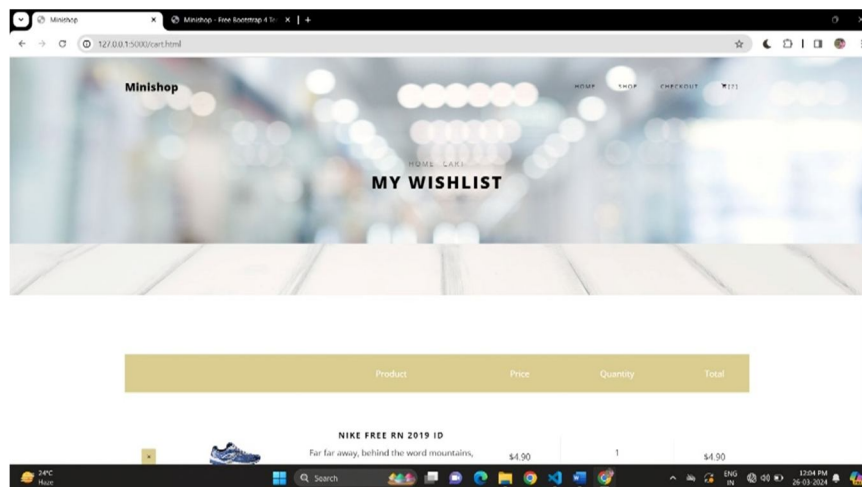 Minishop
Minishop - Free Bootstrap 4 Te
127.0.0.1:5000/cart.html
Minishop
HOME SHOP CHECKOUT
HOME CART
MY WISHLIST
Product Price Quantity Total
NIKE FREE RN 2019 ID
Far far away, behind the word mountains,
x $4.90 1 $4.90
24°C
Haze
Search
ENG
IN
12:04 PM
26-03-2024